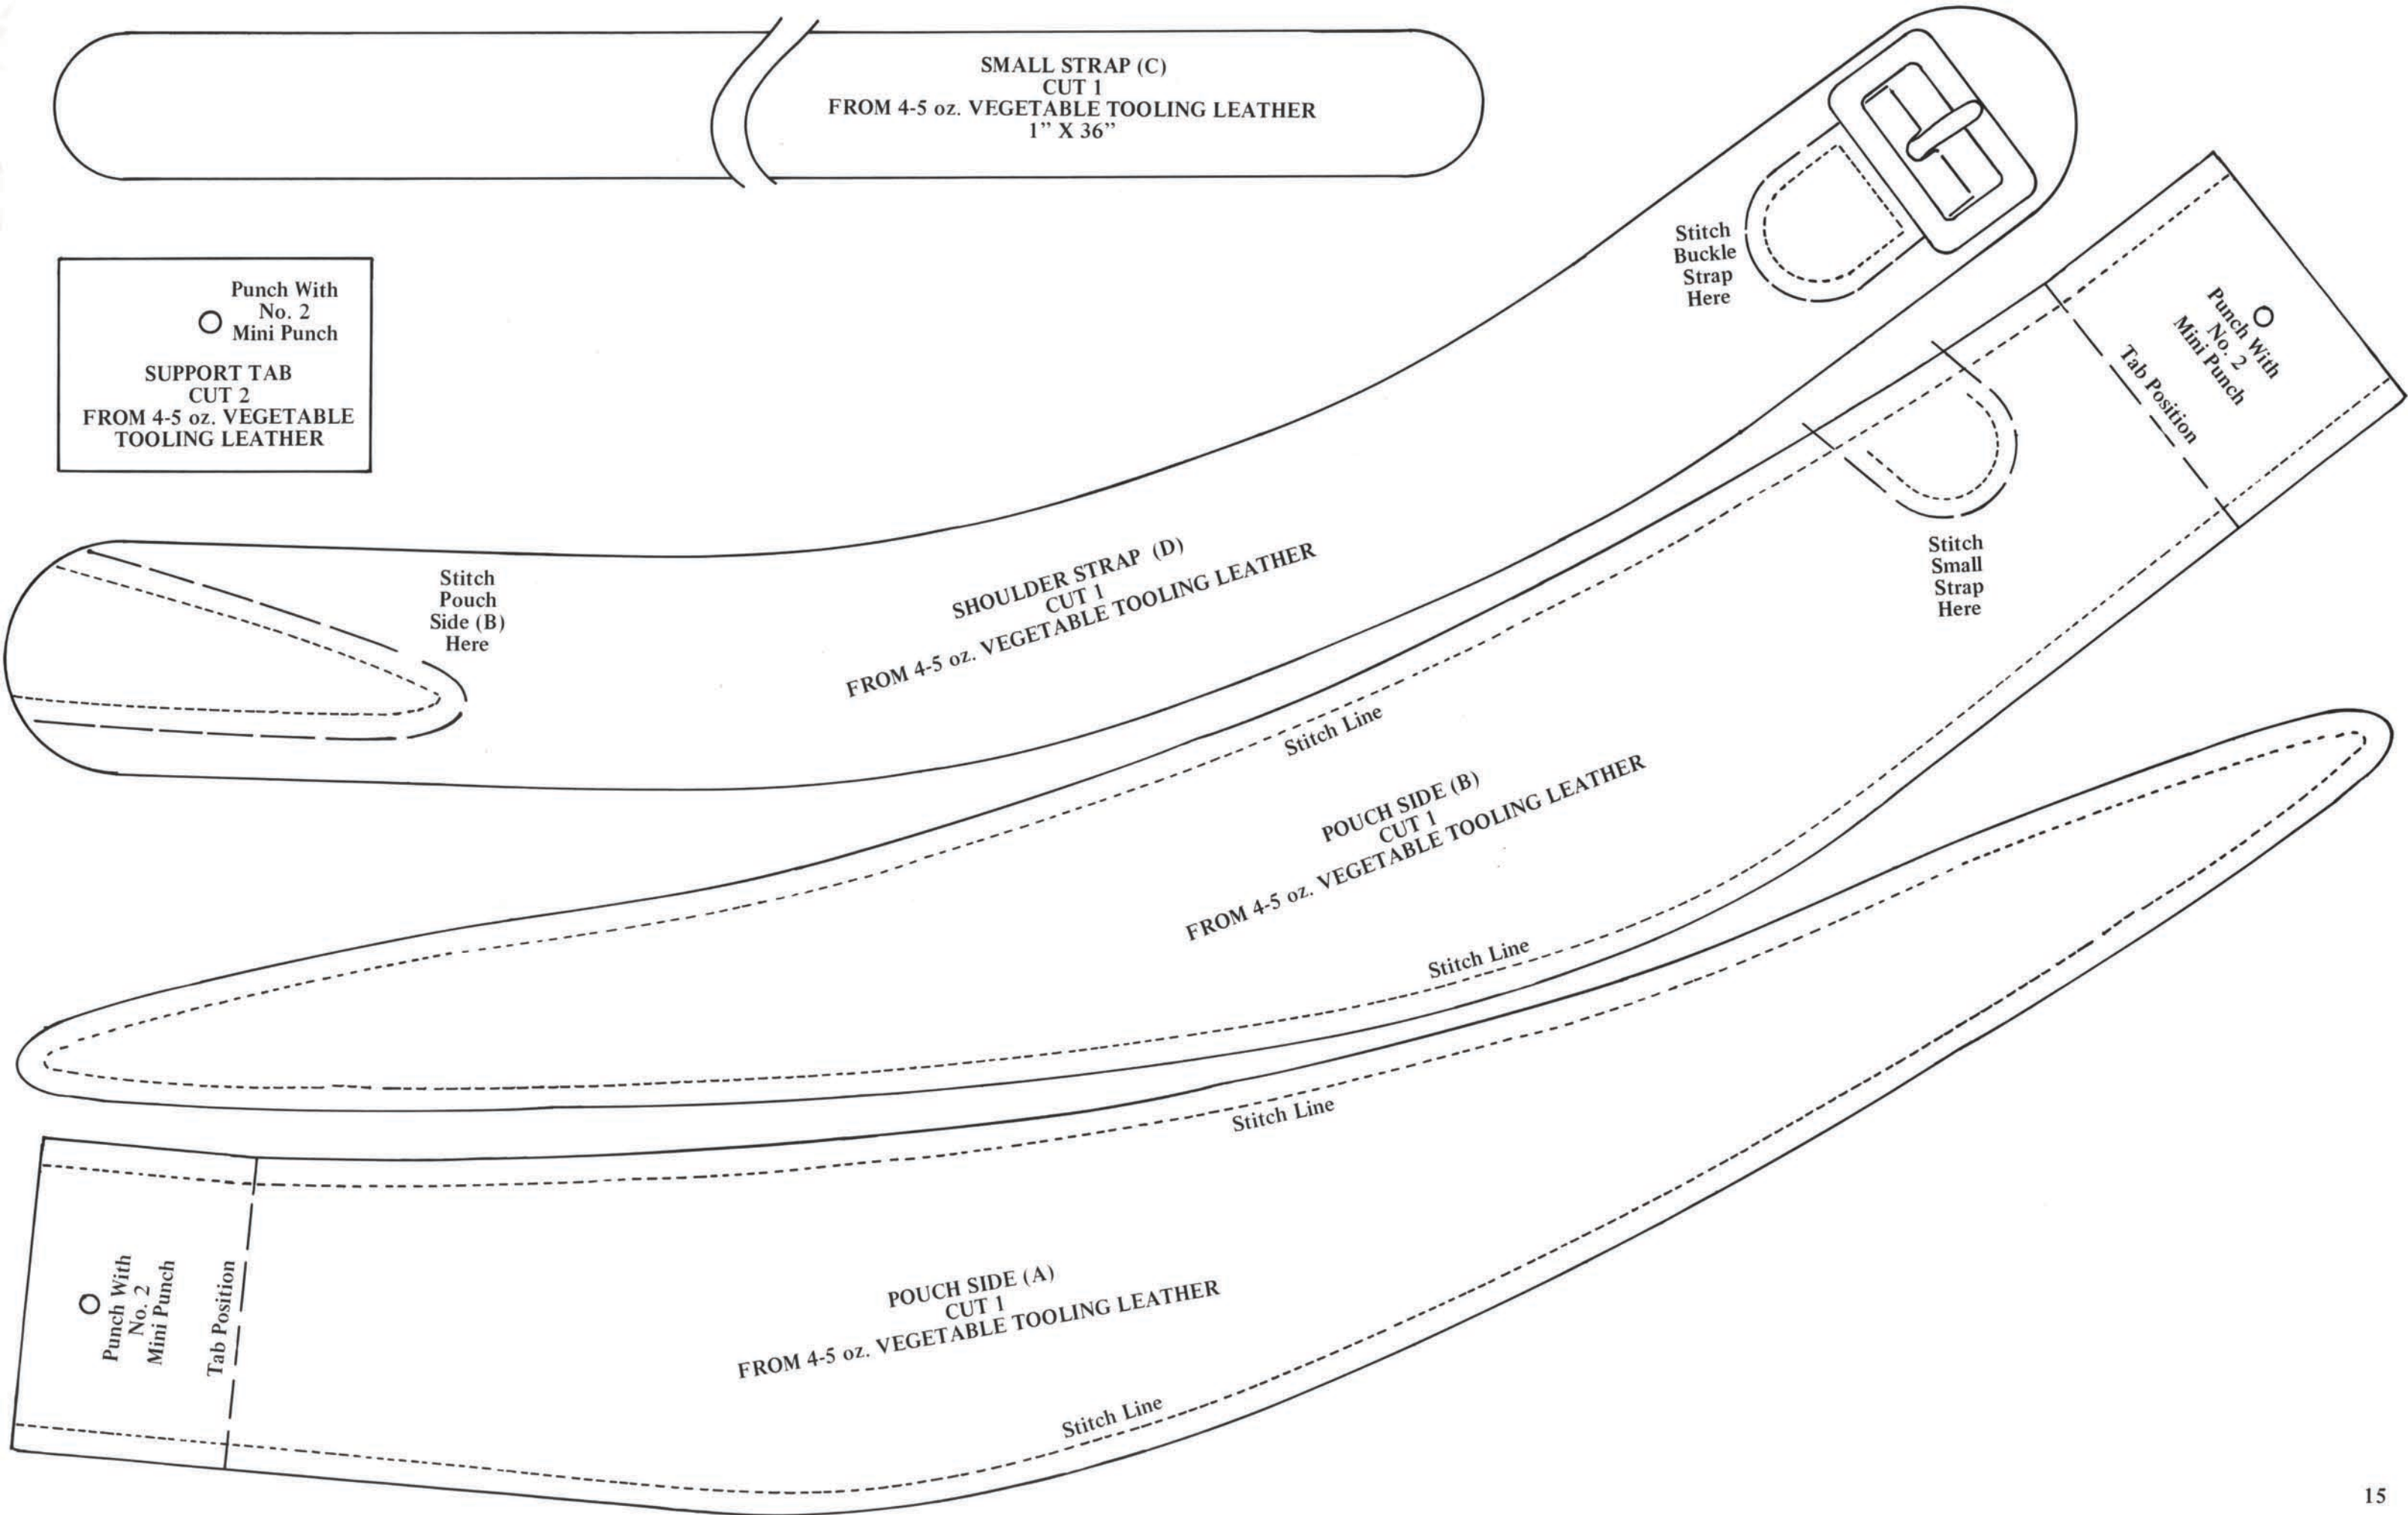 SMALL STRAP (C)
CUT 1
FROM 4-5 oz. VEGETABLE TOOLING LEATHER
1” X 36”
Punch With
No. 2
Mini Punch
SUPPORT TAB
CUT 2
FROM 4-5 oz. VEGETABLE
TOOLING LEATHER
Stitch
Buckle
Strap
Here
Punch With
No. 2
Mini Punch
Tab Position
Stitch
Small
Strap
Here
Stitch
Pouch
Side (B)
Here
SHOULDER STRAP (D)
CUT 1
FROM 4-5 oz. VEGETABLE TOOLING LEATHER
Stitch Line
POUCH SIDE (B)
CUT 1
FROM 4-5 oz. VEGETABLE TOOLING LEATHER
Stitch Line
Stitch Line
Punch With
No. 2
Mini Punch
Tab Position
POUCH SIDE (A)
CUT 1
FROM 4-5 oz. VEGETABLE TOOLING LEATHER
Stitch Line
15